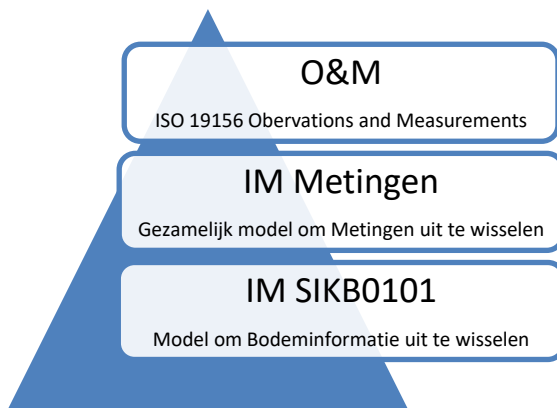 O&M
ISO 19156 Obervations and Measurements
IM Metingen
Gezamelijk model om Metingen uit te wisselen
IM SIKB0101
Model om Bodeminformatie uit te wisselen